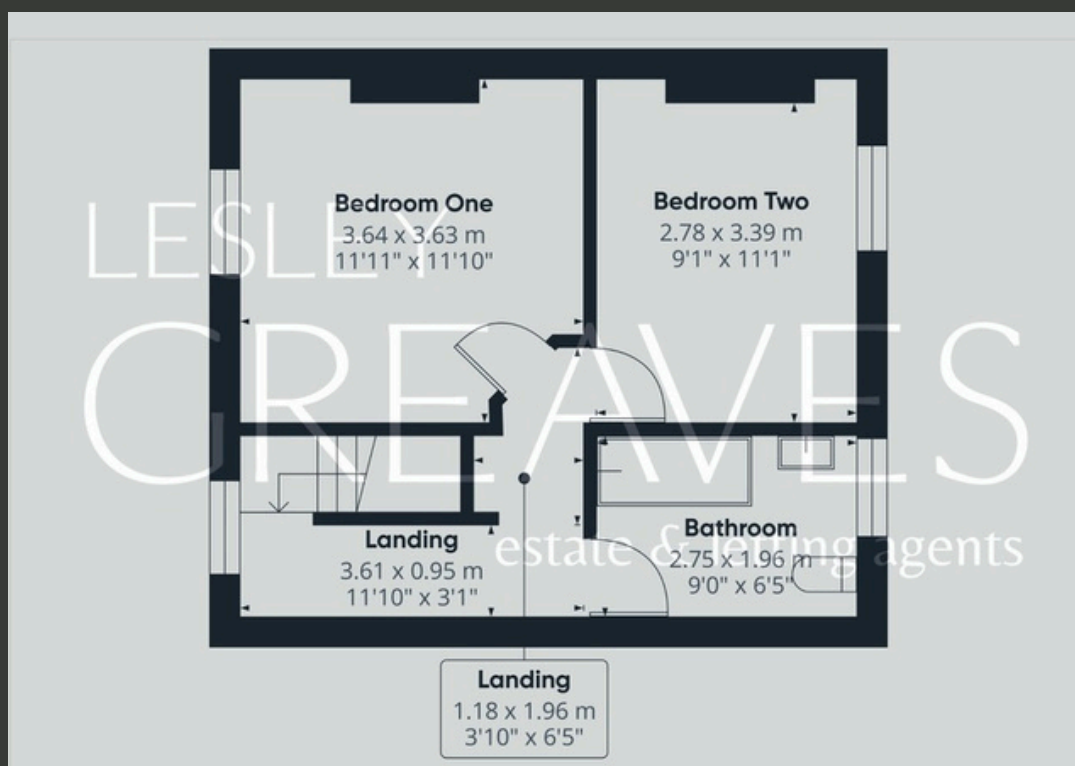 Bedroom One
3.64 x 3.63 m
11'11" x 11'10"
Bedroom Two
2.78 x 3.39 m
9'1" x 11'1"
LESLEY
GREAVES
estate & letting agents
Landing
3.61 x 0.95 m
11'10" x 3'1"
Bathroom
2.75 x 1.96 m
9'0" x 6'5"
Landing
1.18 x 1.96 m
3'10" x 6'5"